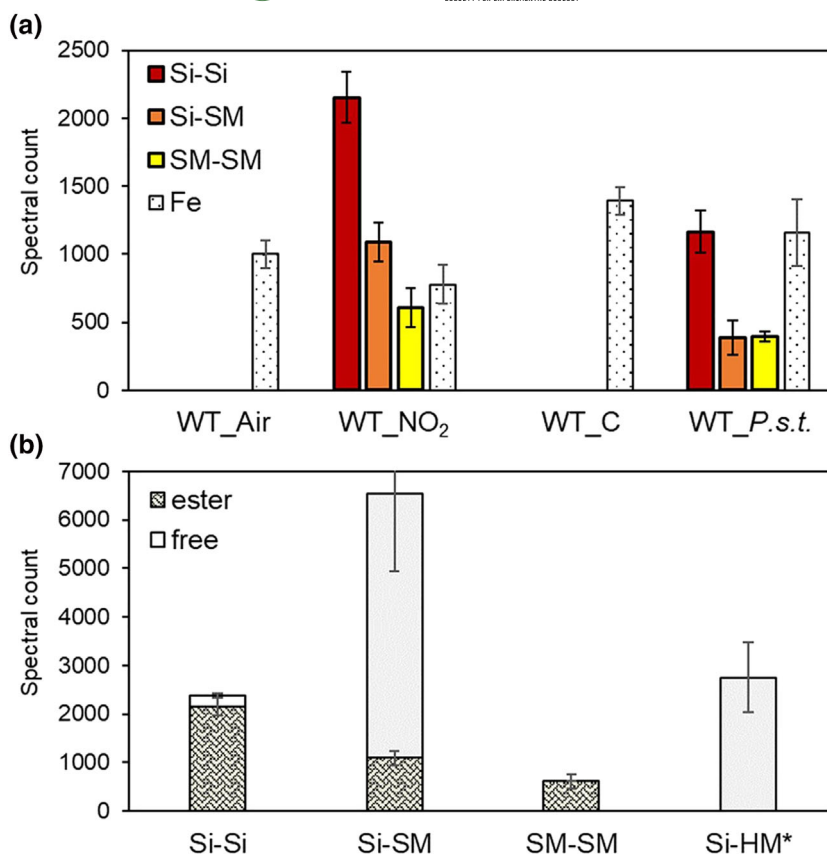 (a)
Spectral count
2500
2000
1500
1000
500
0
Si-Si
Si-SM
SM-SM
Fe
WT_Air WT_NO₂ WT_C WT_P.s.t.
(b)
Spectral count
7000
6000
5000
4000
3000
2000
1000
0
ester
free
Si-Si Si-SM SM-SM Si-HM*